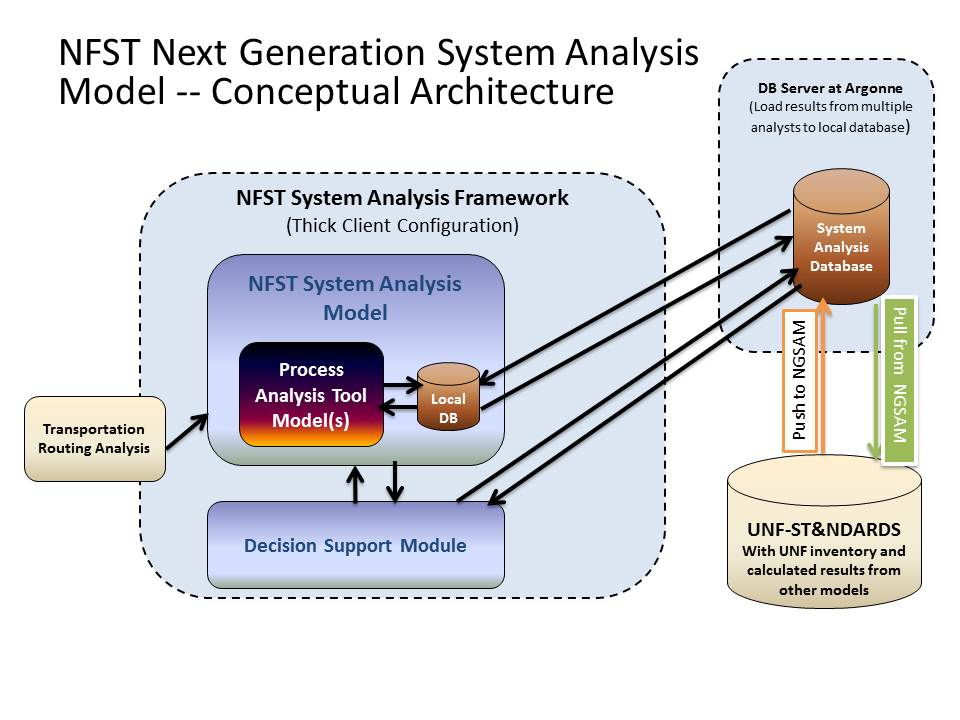 NFST Next Generation System Analysis
Model -- Conceptual Architecture
DB Server at Argonne
(Load results from multiple
analysts to local database)
System
Analysis
Database
NFST System Analysis Framework
(Thick Client Configuration)
NFST System Analysis
Model
Process
Analysis Tool
Model(s)
Local
DB
Transportation
Routing Analysis
Decision Support Module
Push to NGSAM
Pull from NGSAM
UNF-ST&NDARDS
With UNF inventory and
calculated results from
other models